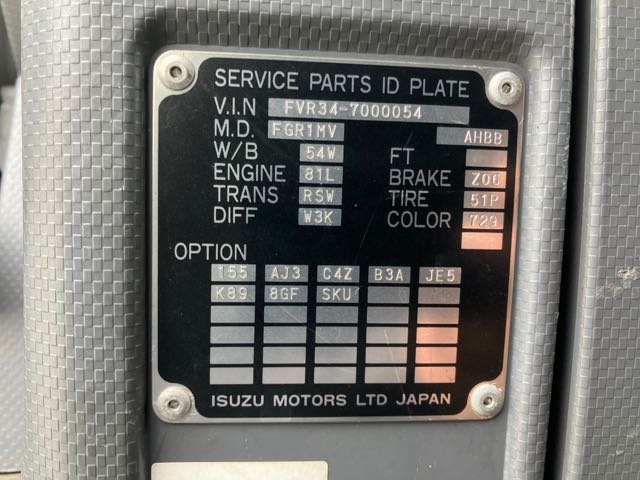 SERVICE PARTS ID PLATE
V.I.N FVR34-7000054
M.D. FGR1MV AHBB
W/B 54W FT
ENGINE 81L BRAKE Z06
TRANS RSW TIRE 51P
DIFF W3K COLOR 729
OPTION
155 AJ3 C4Z B3A JE5
K89 8GF SKU
ISUZU MOTORS LTD JAPAN